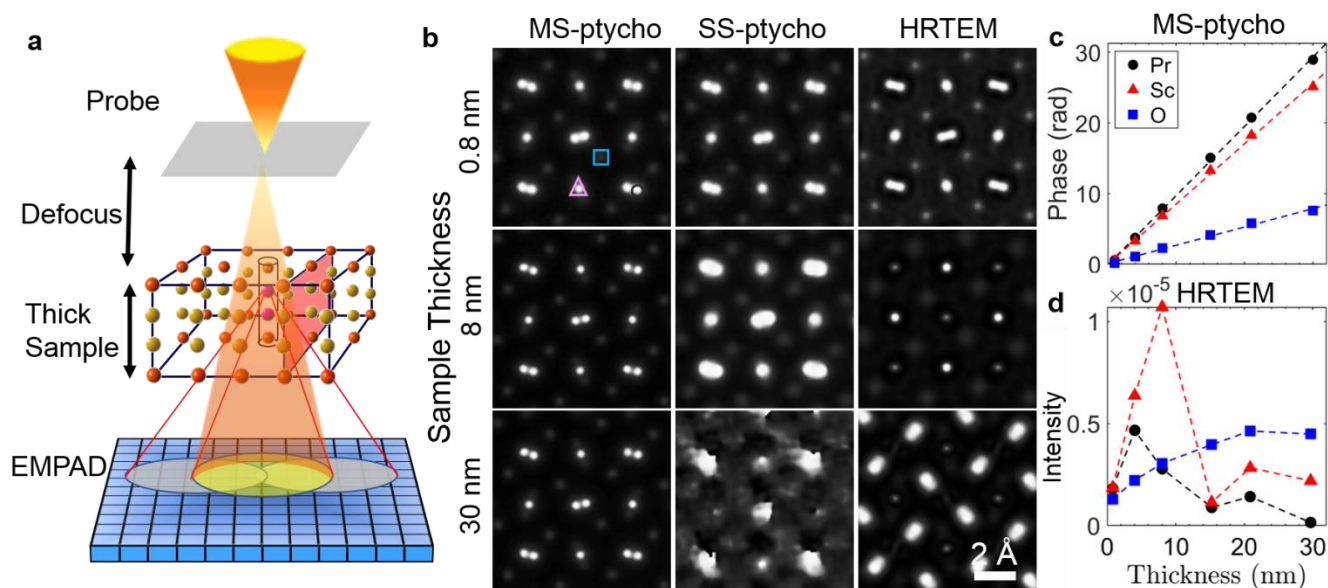 a
Probe
Defocus
Thick
Sample
EMPAD
b
MS-ptycho
SS-ptycho
HRTEM
Sample Thickness
0.8 nm
8 nm
30 nm
2 Å
c
MS-ptycho
Phase (rad)
30
20
10
0
Pr
Sc
O
d
×10-5
HRTEM
Intensity
1
0.5
0
0
10
20
30
Thickness (nm)